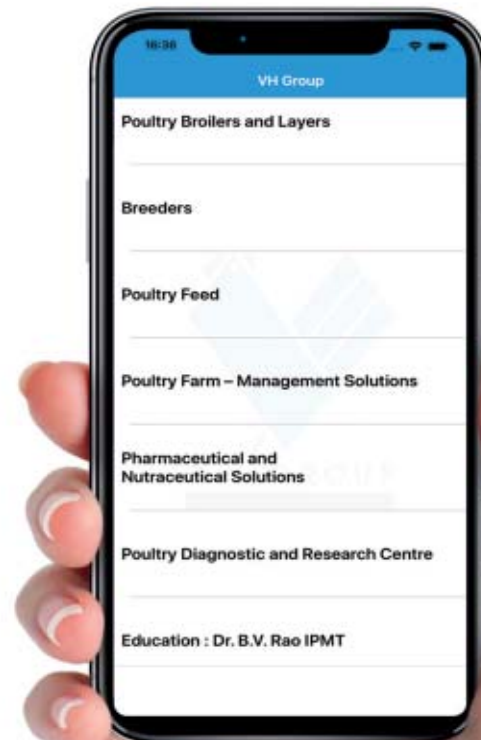 16:38
VH Group
Poultry Broilers and Layers
Breeders
Poultry Feed
Poultry Farm – Management Solutions
Pharmaceutical and
Nutraceutical Solutions
Poultry Diagnostic and Research Centre
Education : Dr. B.V. Rao IPMT